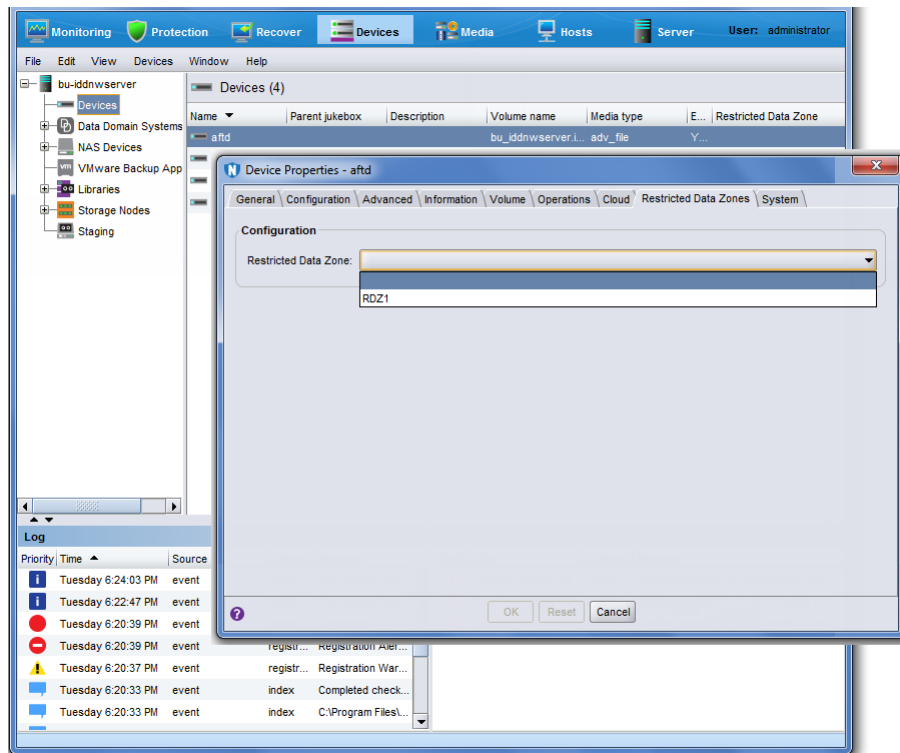 Monitoring Protection Recover Devices Media Hosts Server User: administrator
File Edit View Devices Window Help
bu-iddnwserver
Devices
Data Domain Systems
NAS Devices
VMware Backup App
Libraries
Storage Nodes
Staging
Devices (4)
Name Parent jukebox Description Volume name Media type E... Restricted Data Zone
aftd bu_iddnwserver.i... adv_file Y...
Device Properties - aftd
General Configuration Advanced Information Volume Operations Cloud Restricted Data Zones System
Configuration
Restricted Data Zone:
RDZ1
OK Reset Cancel
Log
Priority Time Source
Tuesday 6:24:03 PM event
Tuesday 6:22:47 PM event
Tuesday 6:20:39 PM event
Tuesday 6:20:39 PM event registr... Registration Aler...
Tuesday 6:20:37 PM event registr... Registration War...
Tuesday 6:20:33 PM event index Completed check...
Tuesday 6:20:33 PM event index C:\Program Files\...